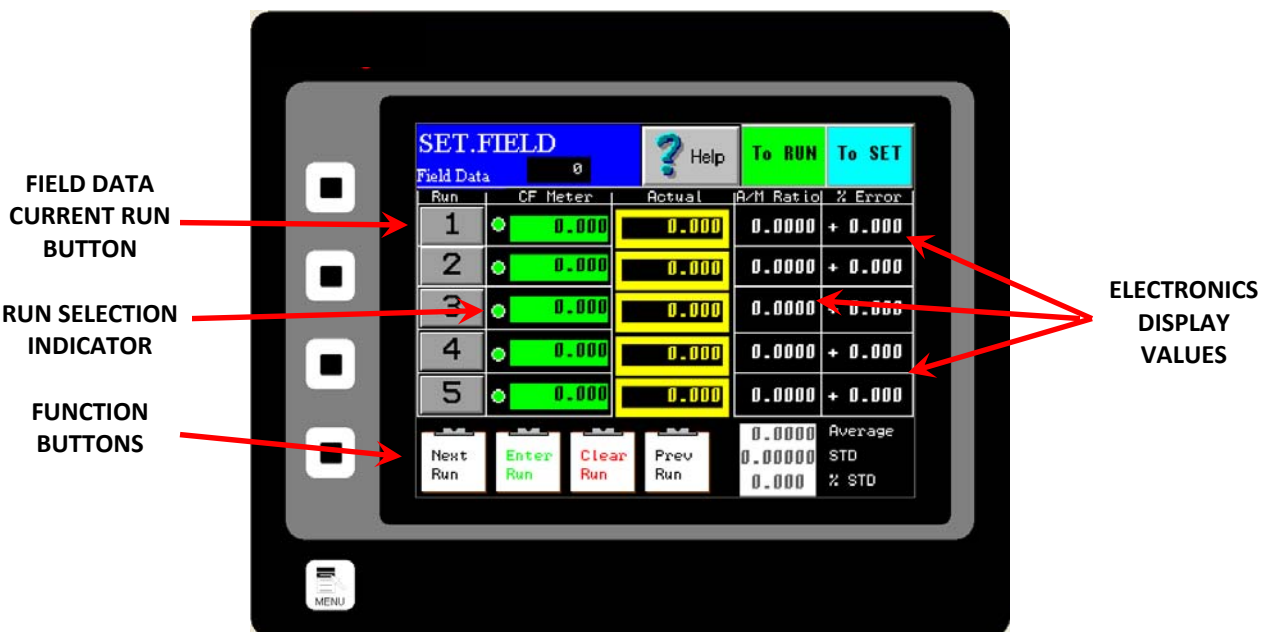 FIELD DATA
CURRENT RUN
BUTTON
RUN SELECTION
INDICATOR
FUNCTION
BUTTONS
SET.FIELD
Field Data
0
? Help
To RUN
To SET
Run CF Meter Actual A/M Ratio % Error
1 0.000 0.000 0.0000 + 0.000
2 0.000 0.000 0.0000 + 0.000
3 0.000 0.000 0.0000 + 0.000
4 0.000 0.000 0.0000 + 0.000
5 0.000 0.000 0.0000 + 0.000
Next
Run
Enter
Run
Clear
Run
Prev
Run
0.0000 Average
0.00000 STD
0.000 % STD
MENU
ELECTRONICS
DISPLAY
VALUES